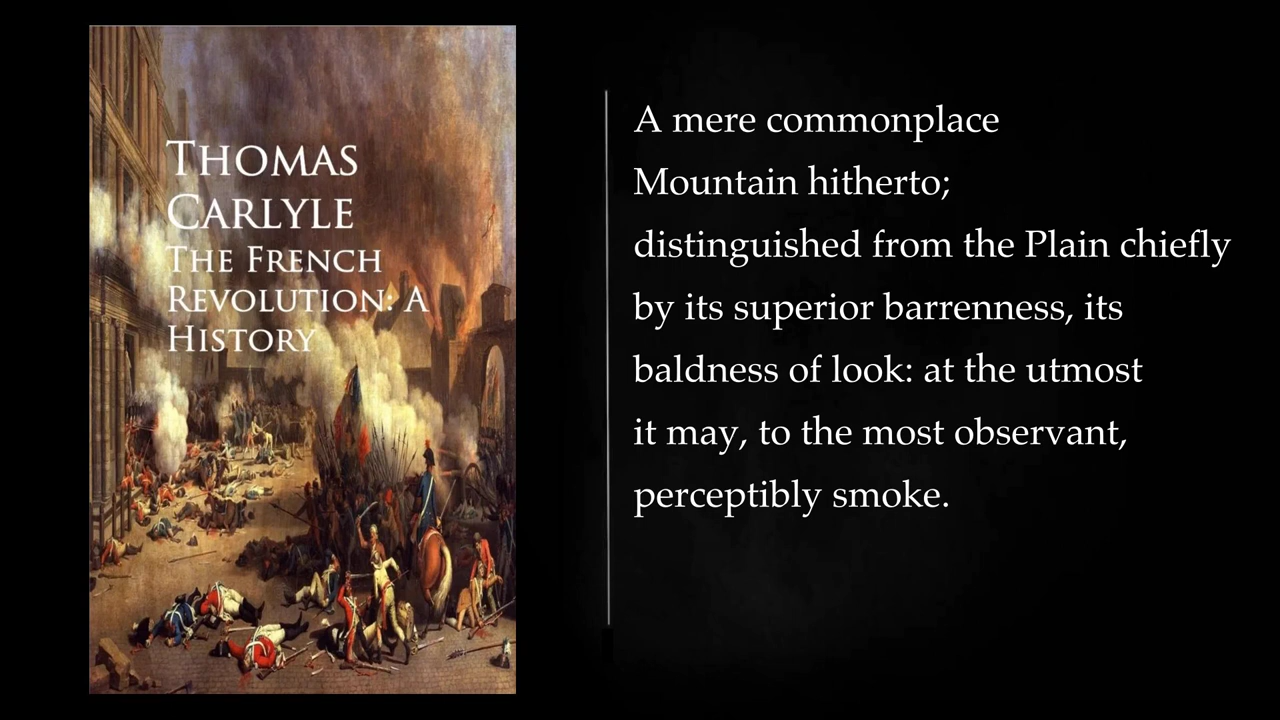 THOMAS
CARLYLE
THE FRENCH
REVOLUTION: A
HISTORY
A mere commonplace
Mountain hitherto;
distinguished from the Plain chiefly
by its superior barrenness, its
baldness of look: at the utmost
it may, to the most observant,
perceptibly smoke.